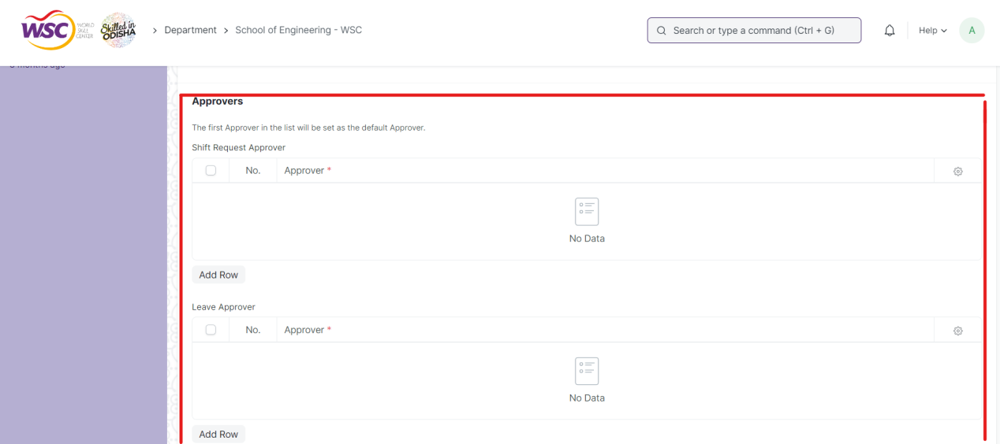 WSC WORLD SKILL CENTER Skilled in ODISHA > Department > School of Engineering - WSC Search or type a command (Ctrl + G) Help A
months ago
Approvers
The first Approver in the list will be set as the default Approver.
Shift Request Approver
No. Approver *
No Data
Add Row
Leave Approver
No. Approver *
No Data
Add Row